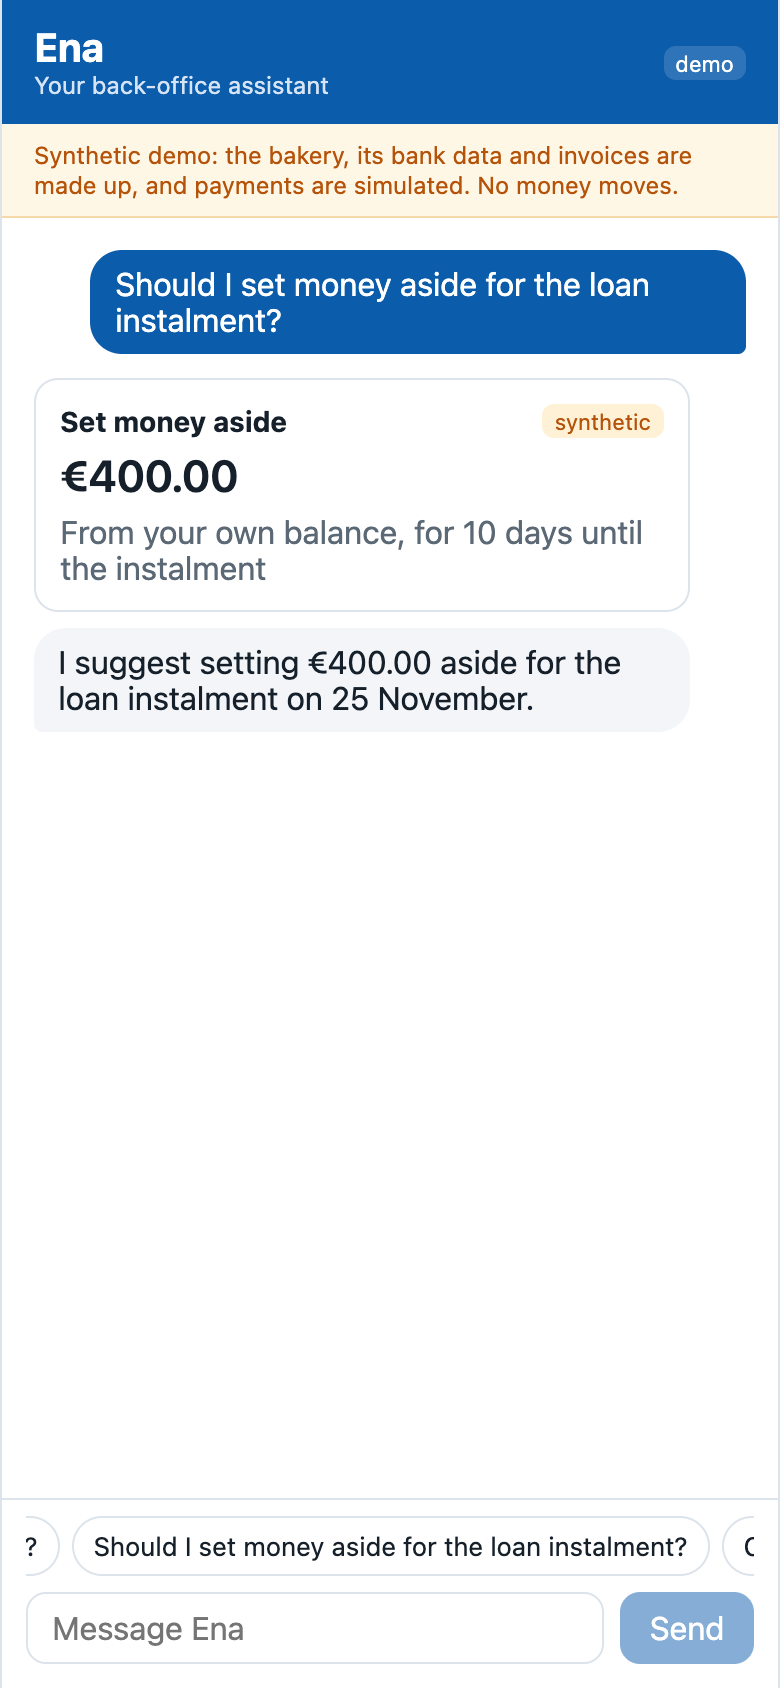 Ena
Your back-office assistant
demo
Synthetic demo: the bakery, its bank data and invoices are
made up, and payments are simulated. No money moves.
Should I set money aside for the loan
instalment?
Set money aside
synthetic
€400.00
From your own balance, for 10 days until
the instalment
I suggest setting €400.00 aside for the
loan instalment on 25 November.
?
Should I set money aside for the loan instalment?
Message Ena
Send